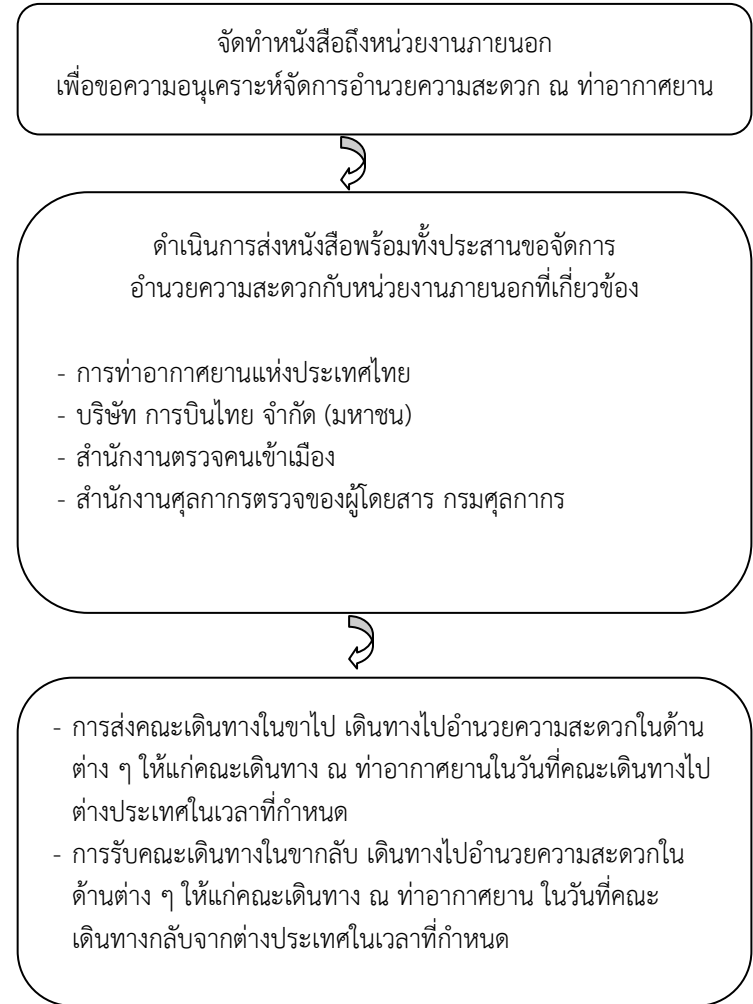 จัดทำหนังสือถึงหน่วยงานภายนอก
เพื่อขอความอนุเคราะห์จัดการอำนวยความสะดวก ณ ท่าอากาศยาน
ดำเนินการส่งหนังสือพร้อมทั้งประสานขอจัดการ
อำนวยความสะดวกกับหน่วยงานภายนอกที่เกี่ยวข้อง
- การท่าอากาศยานแห่งประเทศไทย
- บริษัท การบินไทย จำกัด (มหาชน)
- สำนักงานตรวจคนเข้าเมือง
- สำนักงานศุลกากรตรวจของผู้โดยสาร กรมศุลกากร
- การส่งคณะเดินทางในขาไป เดินทางไปอำนวยความสะดวกในด้าน
ต่าง ๆ ให้แก่คณะเดินทาง ณ ท่าอากาศยานในวันที่คณะเดินทางไป
ต่างประเทศในเวลาที่กำหนด
- การรับคณะเดินทางในขากลับ เดินทางไปอำนวยความสะดวกใน
ด้านต่าง ๆ ให้แก่คณะเดินทาง ณ ท่าอากาศยาน ในวันที่คณะ
เดินทางกลับจากต่างประเทศในเวลาที่กำหนด